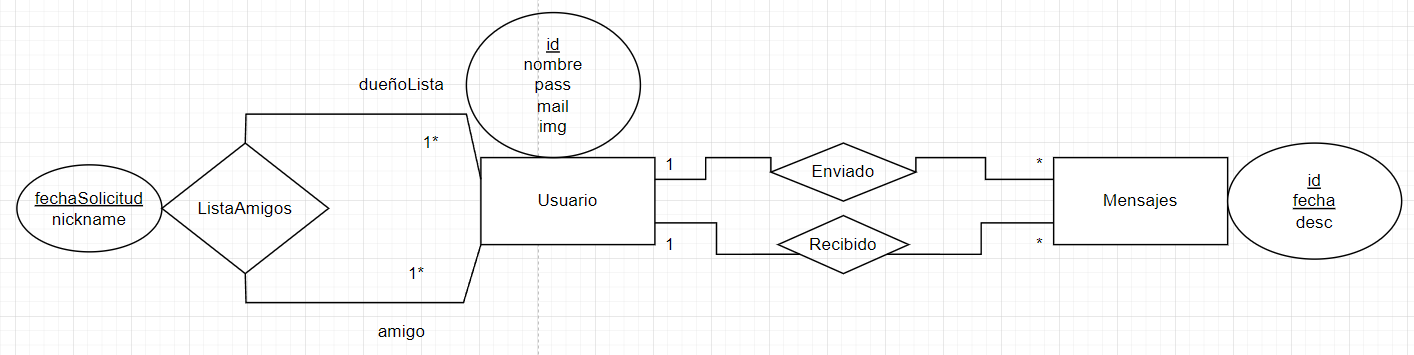 dueñoLista
id
nombre
pass
mail
img
1*
fechaSolicitud
nickname
ListaAmigos
Usuario
1
Enviado
*
Mensajes
id
fecha
desc
1
Recibido
*
1*
amigo